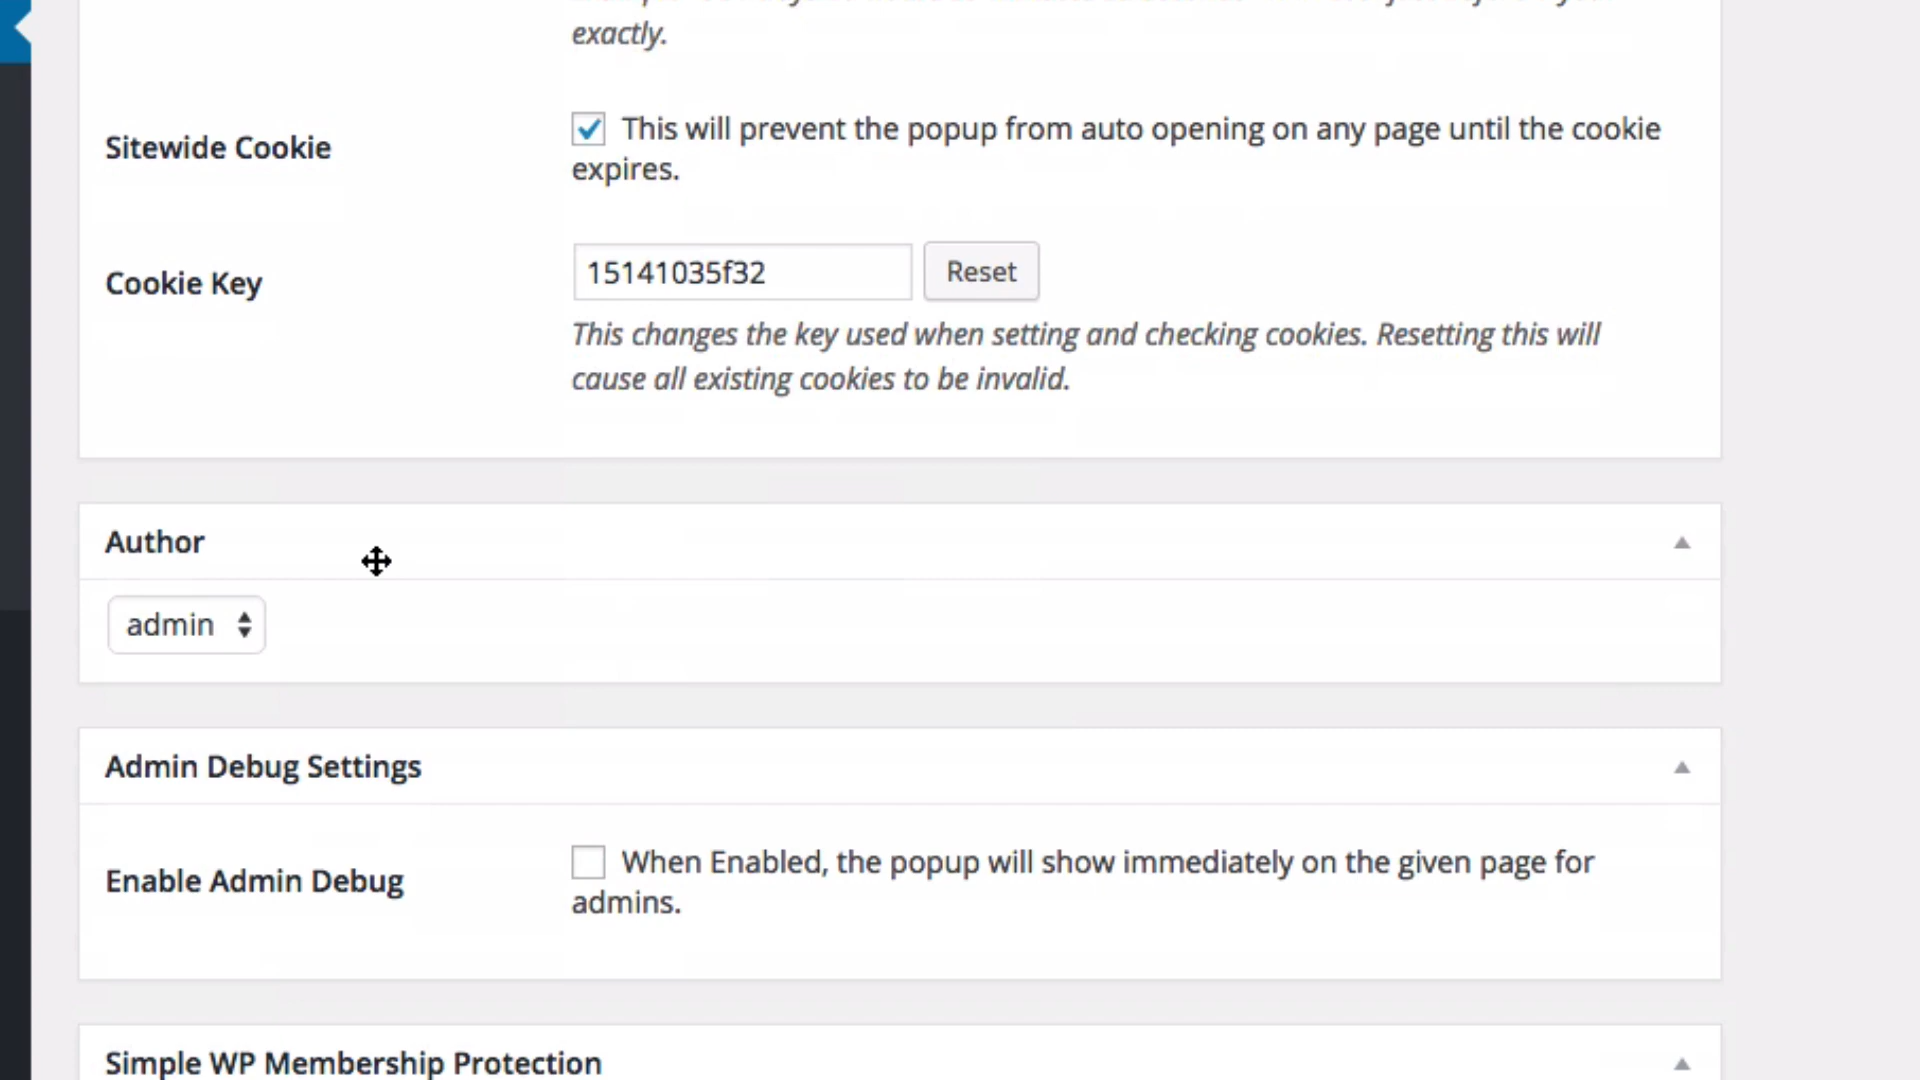 exactly.
Sitewide Cookie
This will prevent the popup from auto opening on any page until the cookie
expires.
Cookie Key
15141035f32
Reset
This changes the key used when setting and checking cookies. Resetting this will
cause all existing cookies to be invalid.
Author
admin
Admin Debug Settings
Enable Admin Debug
When Enabled, the popup will show immediately on the given page for
admins.
Simple WP Membership Protection